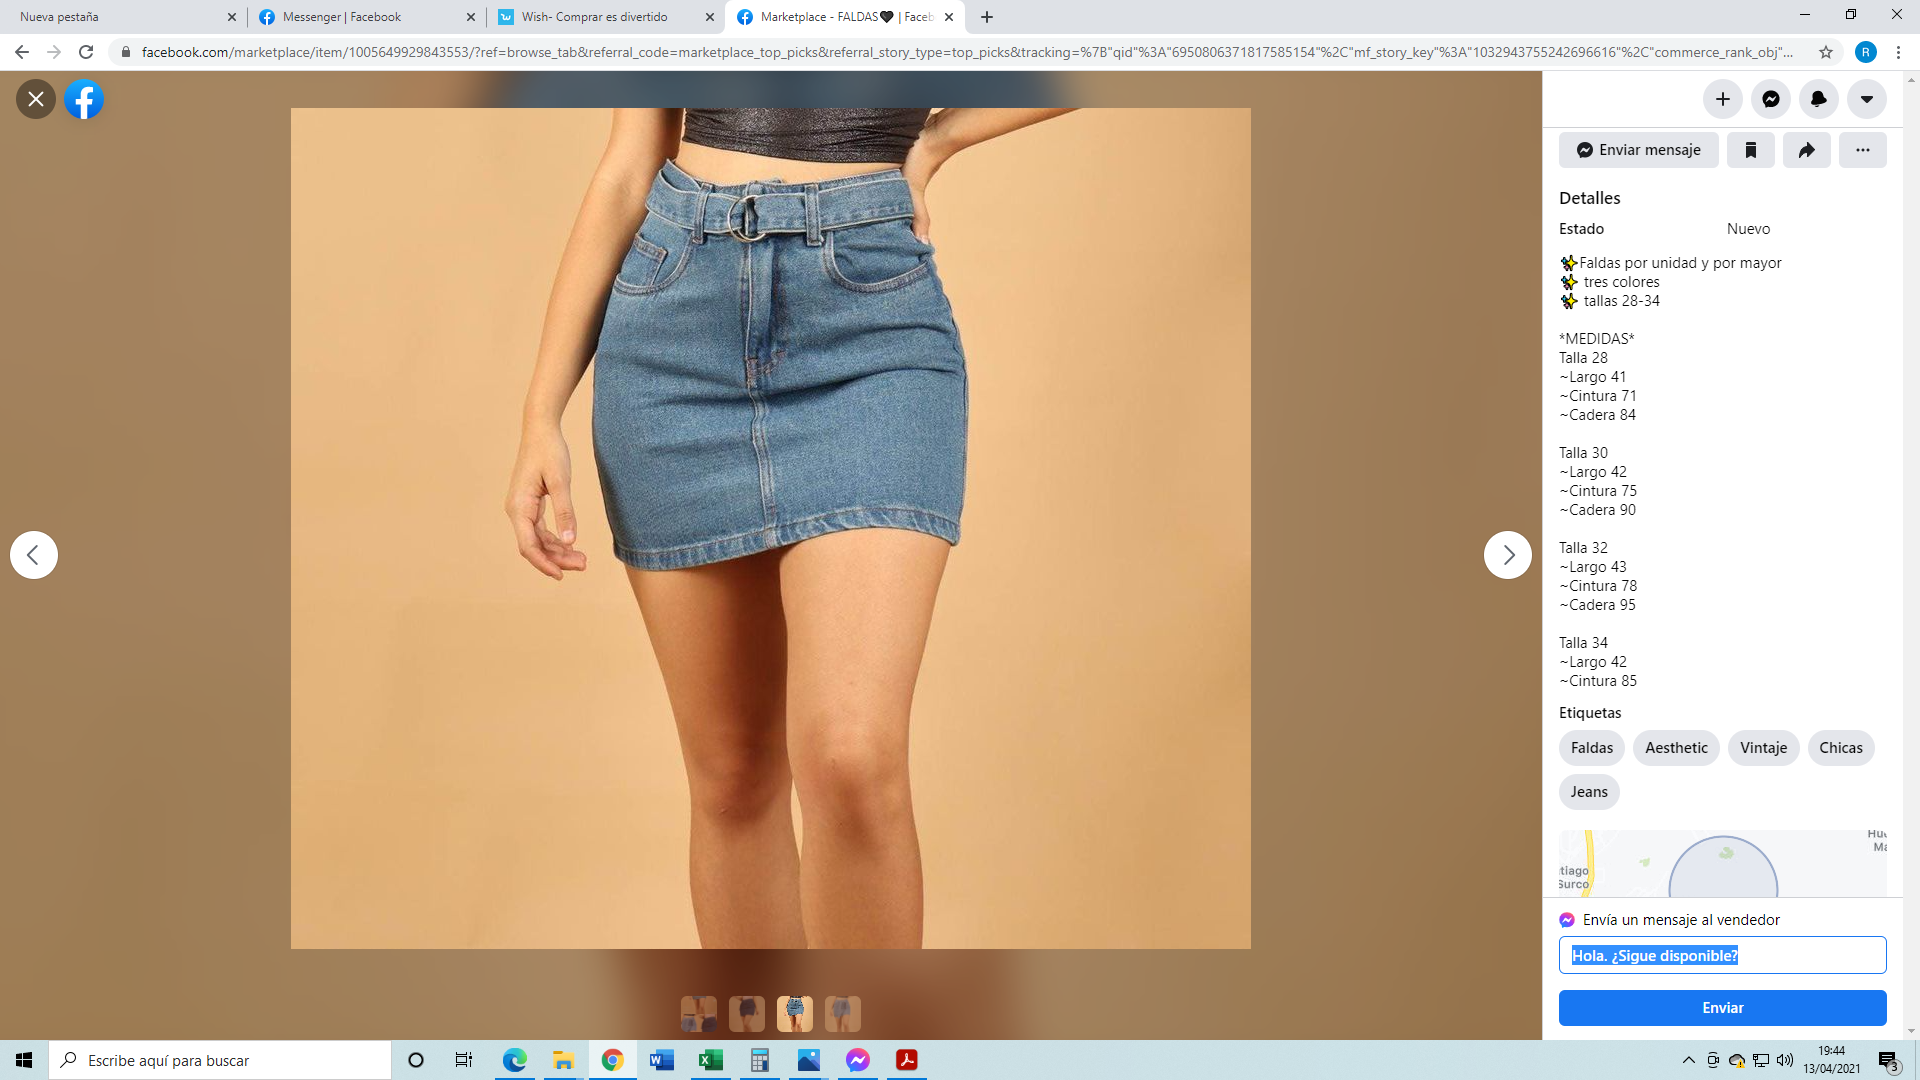 Nueva pestaña
Messenger | Facebook
Wish- Comprar es divertido
Marketplace - FALDAS🖤 | Faceb
facebook.com/marketplace/item/1005649929843553/?ref=browse_tab&referral_code=marketplace_top_picks&referral_story_type=top_picks&tracking=%7B"qid"%3A"6950806371817585154"%2C"mf_story_key"%3A"1032943755242696616"%2C"commerce_rank_obj"...
R
Enviar mensaje
Detalles
Estado Nuevo
✨Faldas por unidad y por mayor
✨ tres colores
✨ tallas 28-34
*MEDIDAS*
Talla 28
~Largo 41
~Cintura 71
~Cadera 84
Talla 30
~Largo 42
~Cintura 75
~Cadera 90
Talla 32
~Largo 43
~Cintura 78
~Cadera 95
Talla 34
~Largo 42
~Cintura 85
Etiquetas
Faldas Aesthetic Vintaje Chicas
Jeans
tiago
Surco
Envía un mensaje al vendedor
Hola. ¿Sigue disponible?
Enviar
Escribe aquí para buscar
19:44
13/04/2021
3